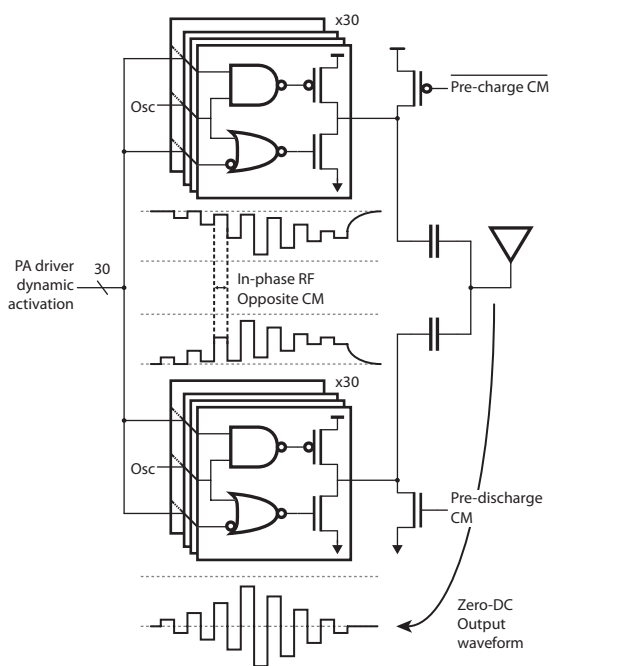 x30
Pre-charge CM
Osc
PA driver
dynamic
activation
30
In-phase RF
Opposite CM
x30
Osc
Pre-discharge
CM
Zero-DC
Output
waveform